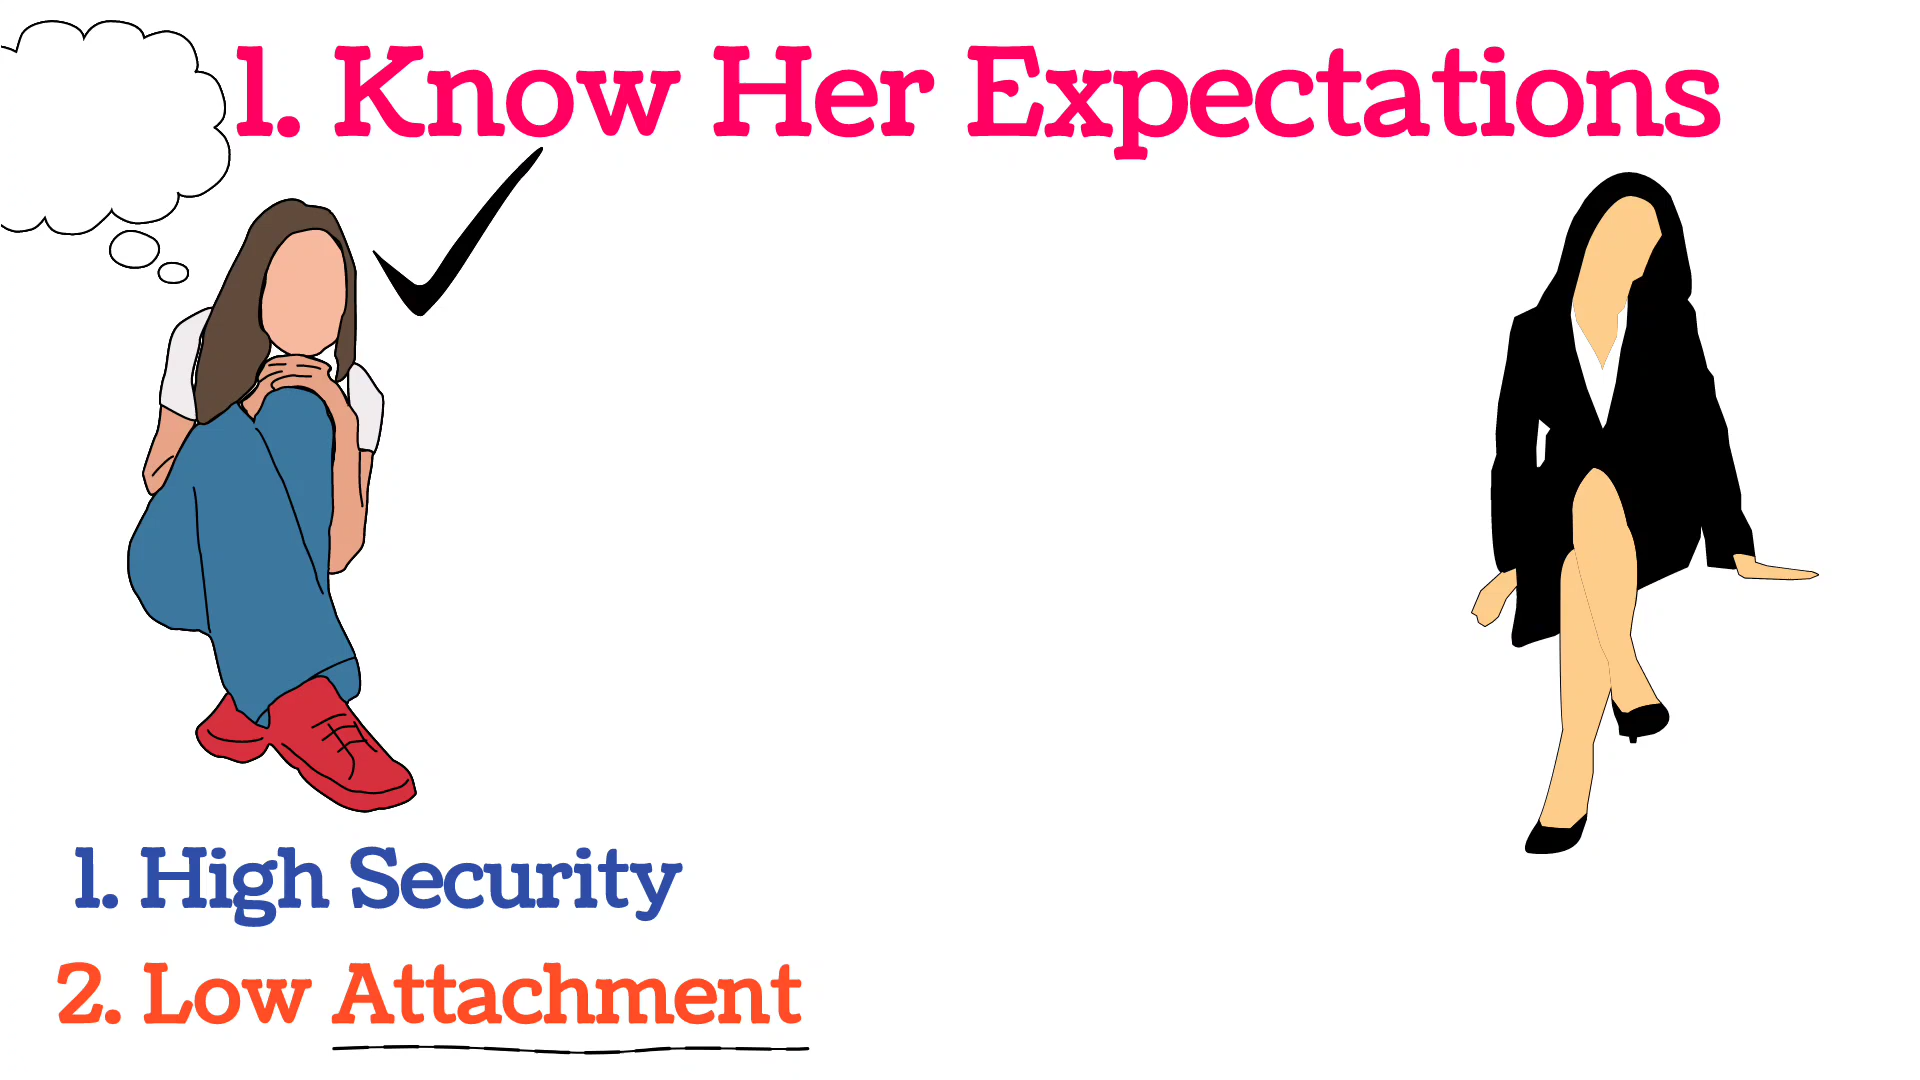 1. Know Her Expectations
1. High Security
2. Low Attachment